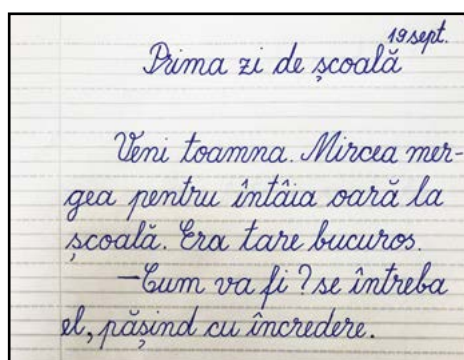 19 sept.
Prima zi de școală
Veni toamna. Mircea mer-
gea pentru întâia oară la
școală. Era tare bucuros.
—Cum va fi ? se întreba
el, pășind cu încredere.